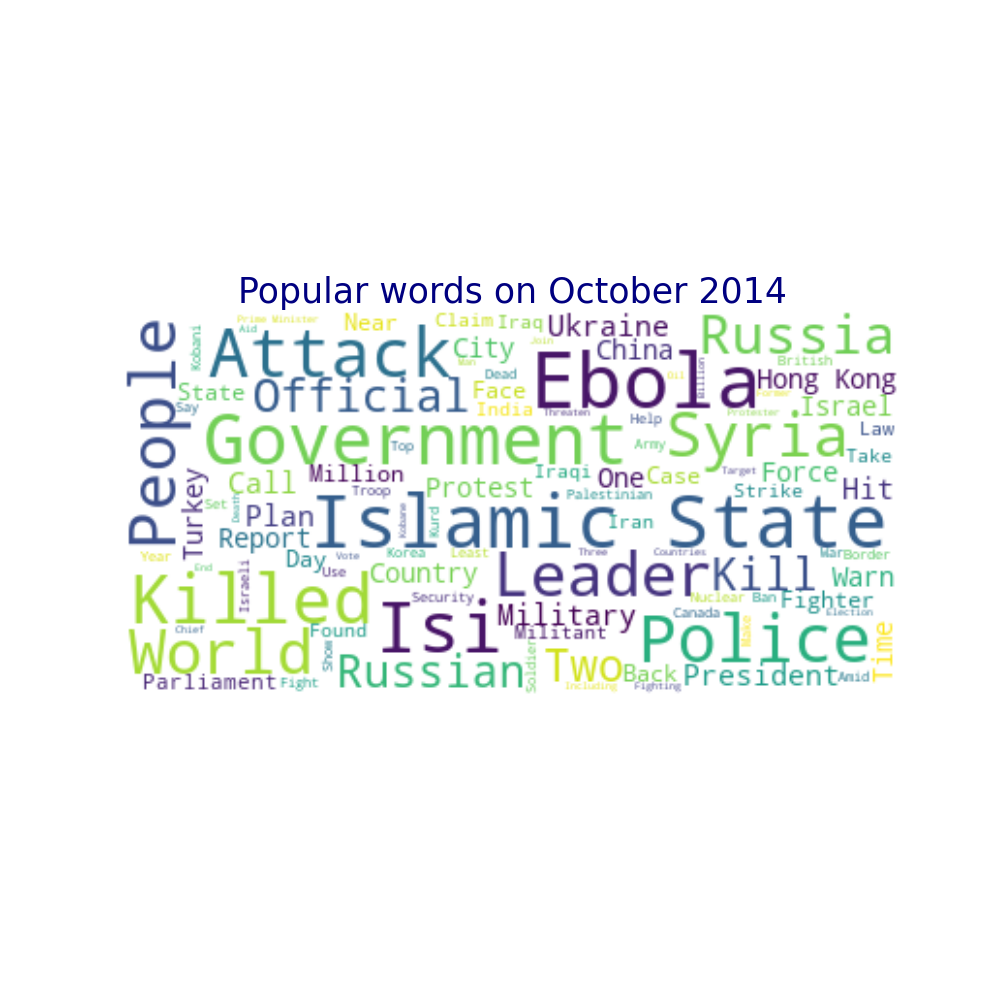 Popular words on October 2014
People
Kobani
Prime Minister
Aid
Near
Claim
Iraq
Join
Ukraine
Russia
Attack
City
Man
China
British
Official
Dead
Face
Ebola
Oil
Billion
Hong Kong
Former
State
Say
India
Threaten
Help
Protester
Israel
Law
Government
Top
Army
Syria
Take
Turkey
Call
Million
Troop
Protest
Iraqi
Palestinian
One
Case
Target
Force
Strike
Hit
Set
Death
Plan
Islamic State
Kobane
Kurd
Iran
Report
Year
End
Day
Vote
Use
Korea
Least
Three
Countries
War
Border
Israeli
Country
Leader
Kill
Warn
Killed
Security
Isi
Military
Militant
Nuclear
Ban
Fighter
Canada
Election
Make
Chief
World
Found
Show
Police
Time
Parliament
Fight
Russian
Soldier
Two
Including
Back
Fighting
President
Amid